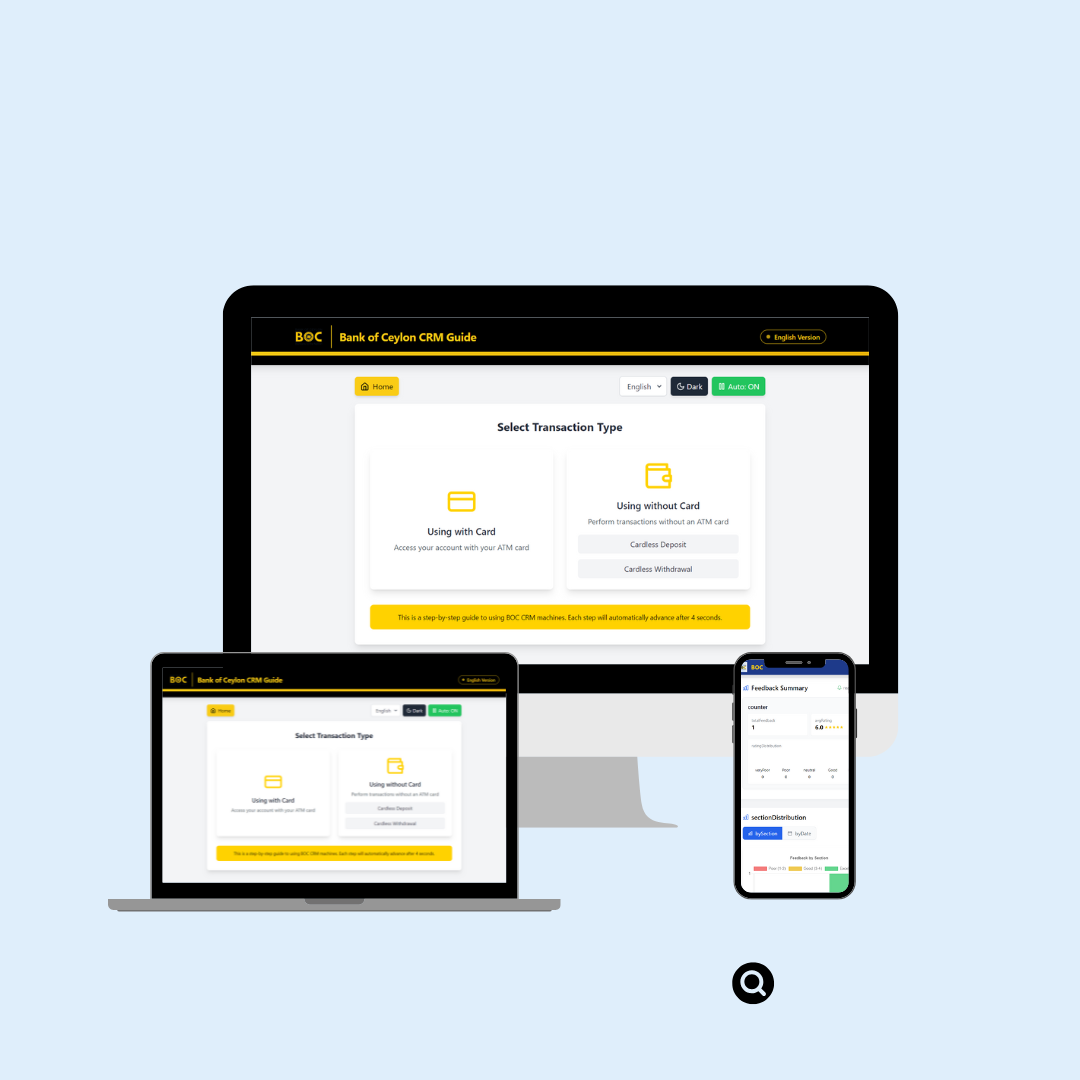 BOC
Bank of Ceylon CRM Guide
English Version
Home
English
Dark
Auto: ON
Select Transaction Type
Using with Card
Access your account with your ATM card
Using without Card
Perform transactions without an ATM card
Cardless Deposit
Cardless Withdrawal
This is a step-by-step guide to using BOC CRM machines. Each step will automatically advance after 4 seconds.
BOC
Bank of Ceylon CRM Guide
English Version
Home
English
Dark
Auto: ON
Select Transaction Type
Using with Card
Access your account with your ATM card
Using without Card
Perform transactions without an ATM card
Cardless Deposit
Cardless Withdrawal
This is a step-by-step guide to using BOC CRM machines. Each step will automatically advance after 4 seconds.
BOC
Feedback Summary
counter
totalFeedback
1
avgRating
6.0 ★★★★★
rating Distribution
veryPoor Poor neutral Good
0 0 0 0
sectionDistribution
bySection
byDate
Feedback by Section
Poor (1-2) Good (3-4)
1